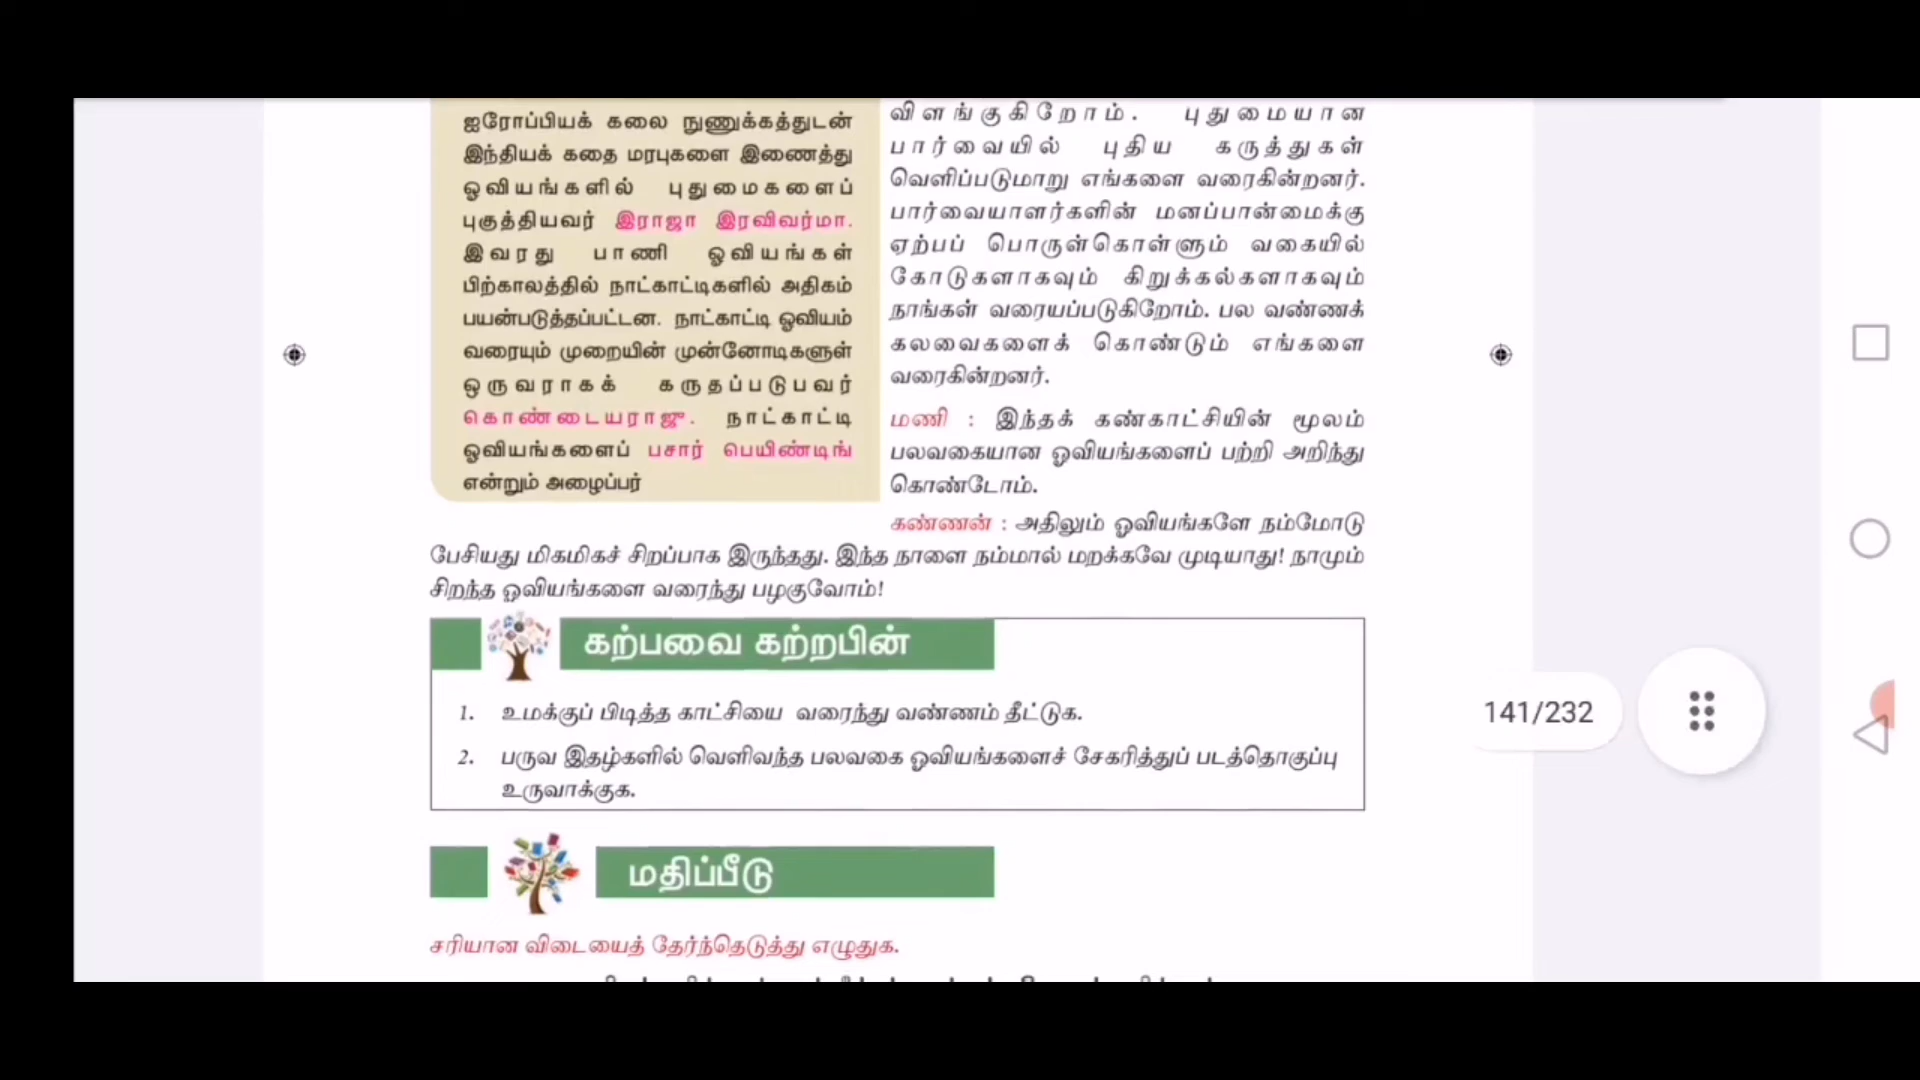 ஐரோப்பியக் கலை நுணுக்கத்துடன்
இந்தியக் கதை மரபுகளை இணைத்து
ஓவியங்களில் புதுமைகளைப்
புகுத்தியவர் இராஜா இரவிவர்மா.
இவரது பாணி ஓவியங்கள்
பிற்காலத்தில் நாட்காட்டிகளில் அதிகம்
பயன்படுத்தப்பட்டன. நாட்காட்டி ஓவியம்
வரையும் முறையின் முன்னோடிகளுள்
ஒருவராகக் கருதப்படுபவர்
கொண்டையராஜு. நாட்காட்டி
ஓவியங்களைப் பசார் பெயிண்டிங்
என்றும் அழைப்பர்
விளங்குகிறோம். புதுமையான
பார்வையில் புதிய கருத்துகள்
வெளிப்படுமாறு எங்களை வரைகின்றனர்.
பார்வையாளர்களின் மனப்பான்மைக்கு
ஏற்பப் பொருள்கொள்ளும் வகையில்
கோடுகளாகவும் கிறுக்கல்களாகவும்
நாங்கள் வரையப்படுகிறோம். பல வண்ணக்
கலவைகளைக் கொண்டும் எங்களை
வரைகின்றனர்.
மணி : இந்தக் கண்காட்சியின் மூலம்
பலவகையான ஓவியங்களைப் பற்றி அறிந்து
கொண்டோம்.
கண்ணன் : அதிலும் ஓவியங்களே நம்மோடு
பேசியது மிகமிகச் சிறப்பாக இருந்தது. இந்த நாளை நம்மால் மறக்கவே முடியாது! நாமும்
சிறந்த ஓவியங்களை வரைந்து பழகுவோம்!
கற்பவை கற்றபின்
1. உமக்குப் பிடித்த காட்சியை வரைந்து வண்ணம் தீட்டுக.
2. பருவ இதழ்களில் வெளிவந்த பலவகை ஓவியங்களைச் சேகரித்துப் படத்தொகுப்பு
உருவாக்குக.
141/232
மதிப்பீடு
சரியான விடையைத் தேர்ந்தெடுத்து எழுதுக.